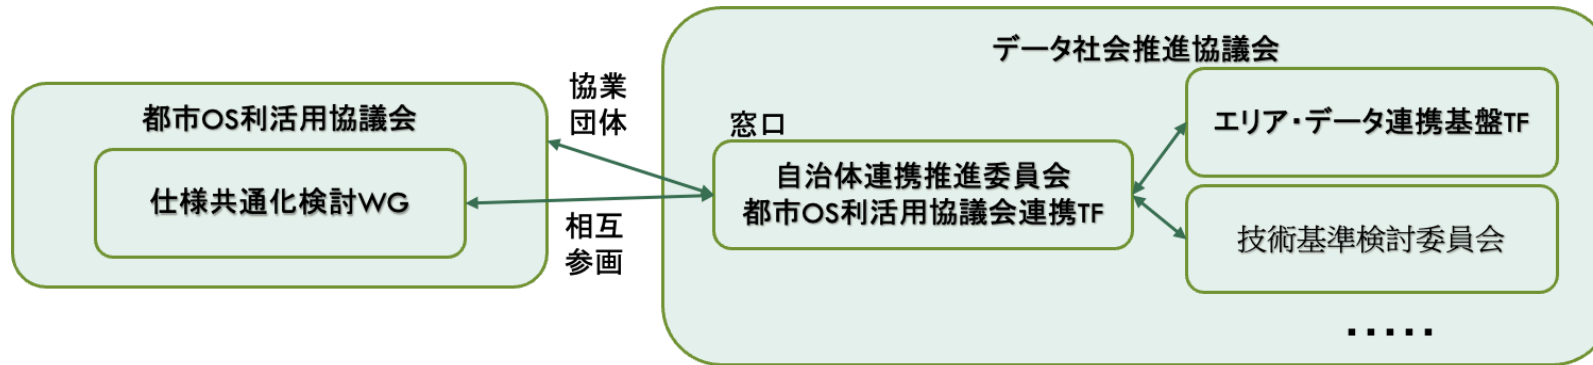 都市OS利活用協議会
仕様共通化検討WG
協業
団体
相互
参画
データ社会推進協議会
窓口
自治体連携推進委員会
都市OS利活用協議会連携TF
エリア・データ連携基盤TF
技術基準検討委員会
.....